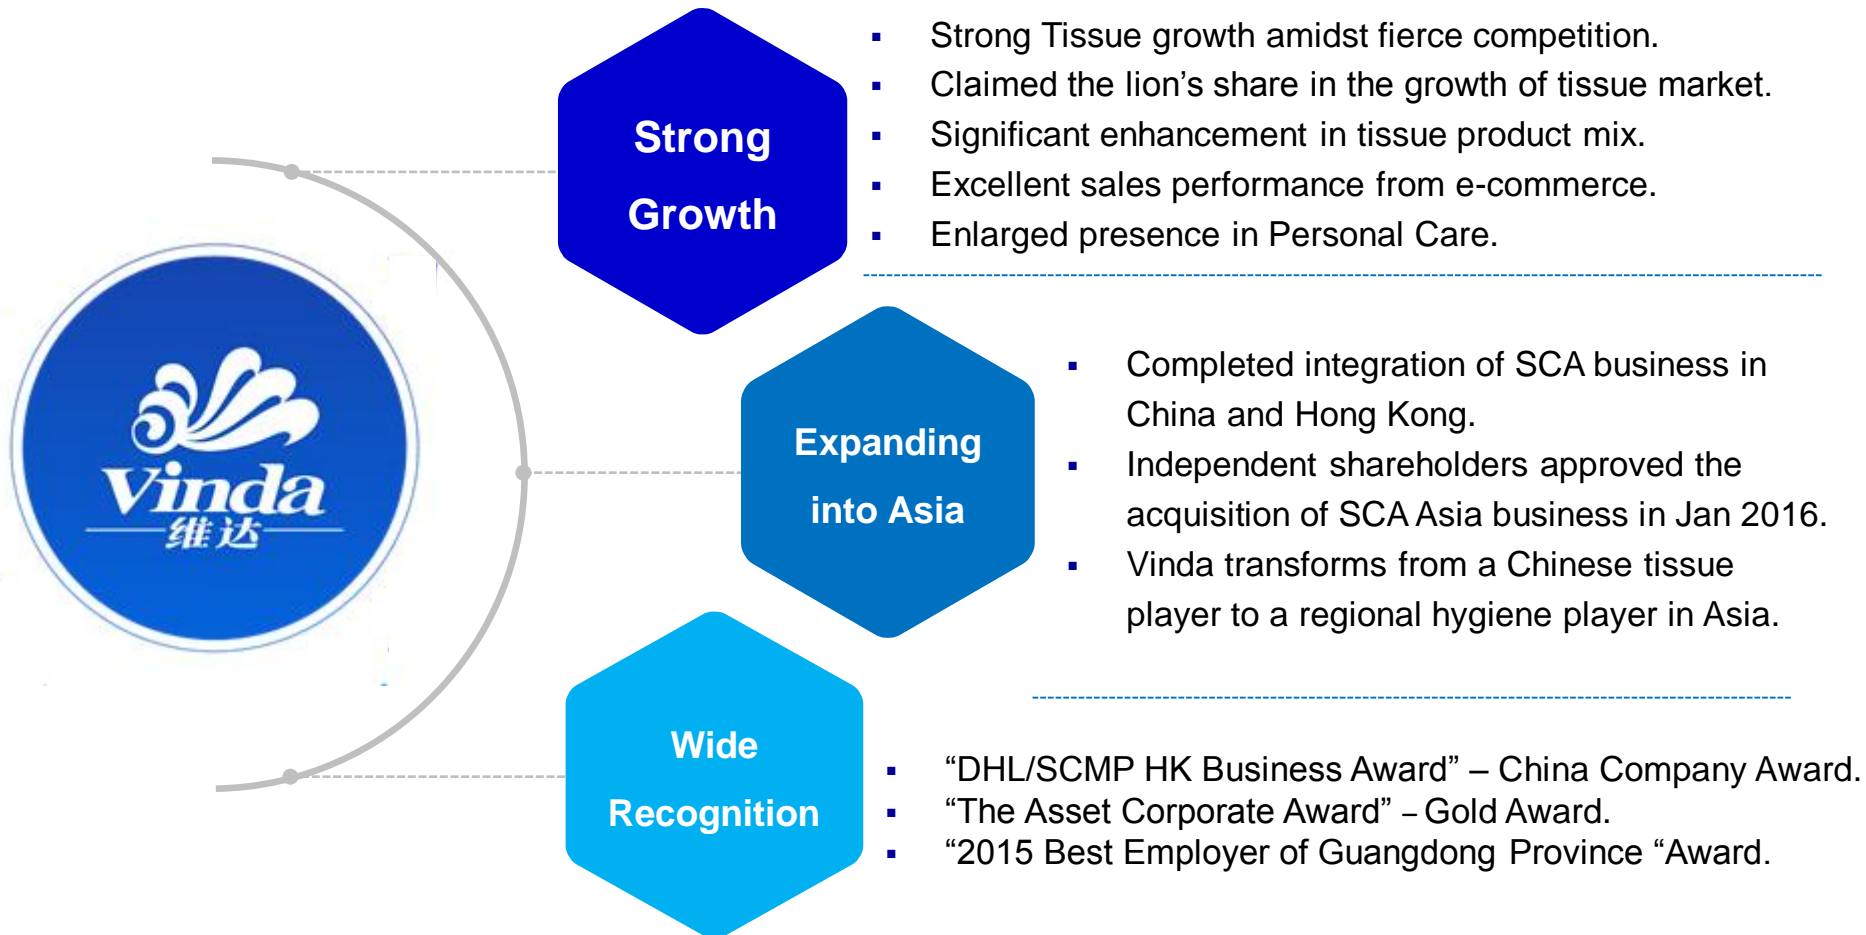 Vinda
维达
Strong
Growth
▪ Strong Tissue growth amidst fierce competition.
▪ Claimed the lion’s share in the growth of tissue market.
▪ Significant enhancement in tissue product mix.
▪ Excellent sales performance from e-commerce.
▪ Enlarged presence in Personal Care.
Expanding
into Asia
▪ Completed integration of SCA business in
China and Hong Kong.
▪ Independent shareholders approved the
acquisition of SCA Asia business in Jan 2016.
▪ Vinda transforms from a Chinese tissue
player to a regional hygiene player in Asia.
Wide
Recognition
▪ “DHL/SCMP HK Business Award” – China Company Award.
▪ “The Asset Corporate Award” – Gold Award.
▪ “2015 Best Employer of Guangdong Province “Award.